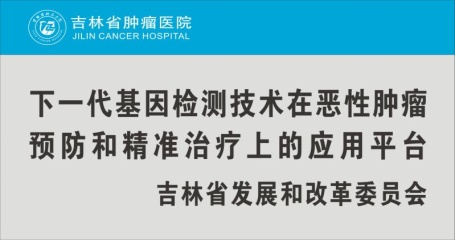 吉林省肿瘤医院
JILIN CANCER HOSPITAL
下一代基因检测技术在恶性肿瘤
预防和精准治疗上的应用平台
吉林省发展和改革委员会